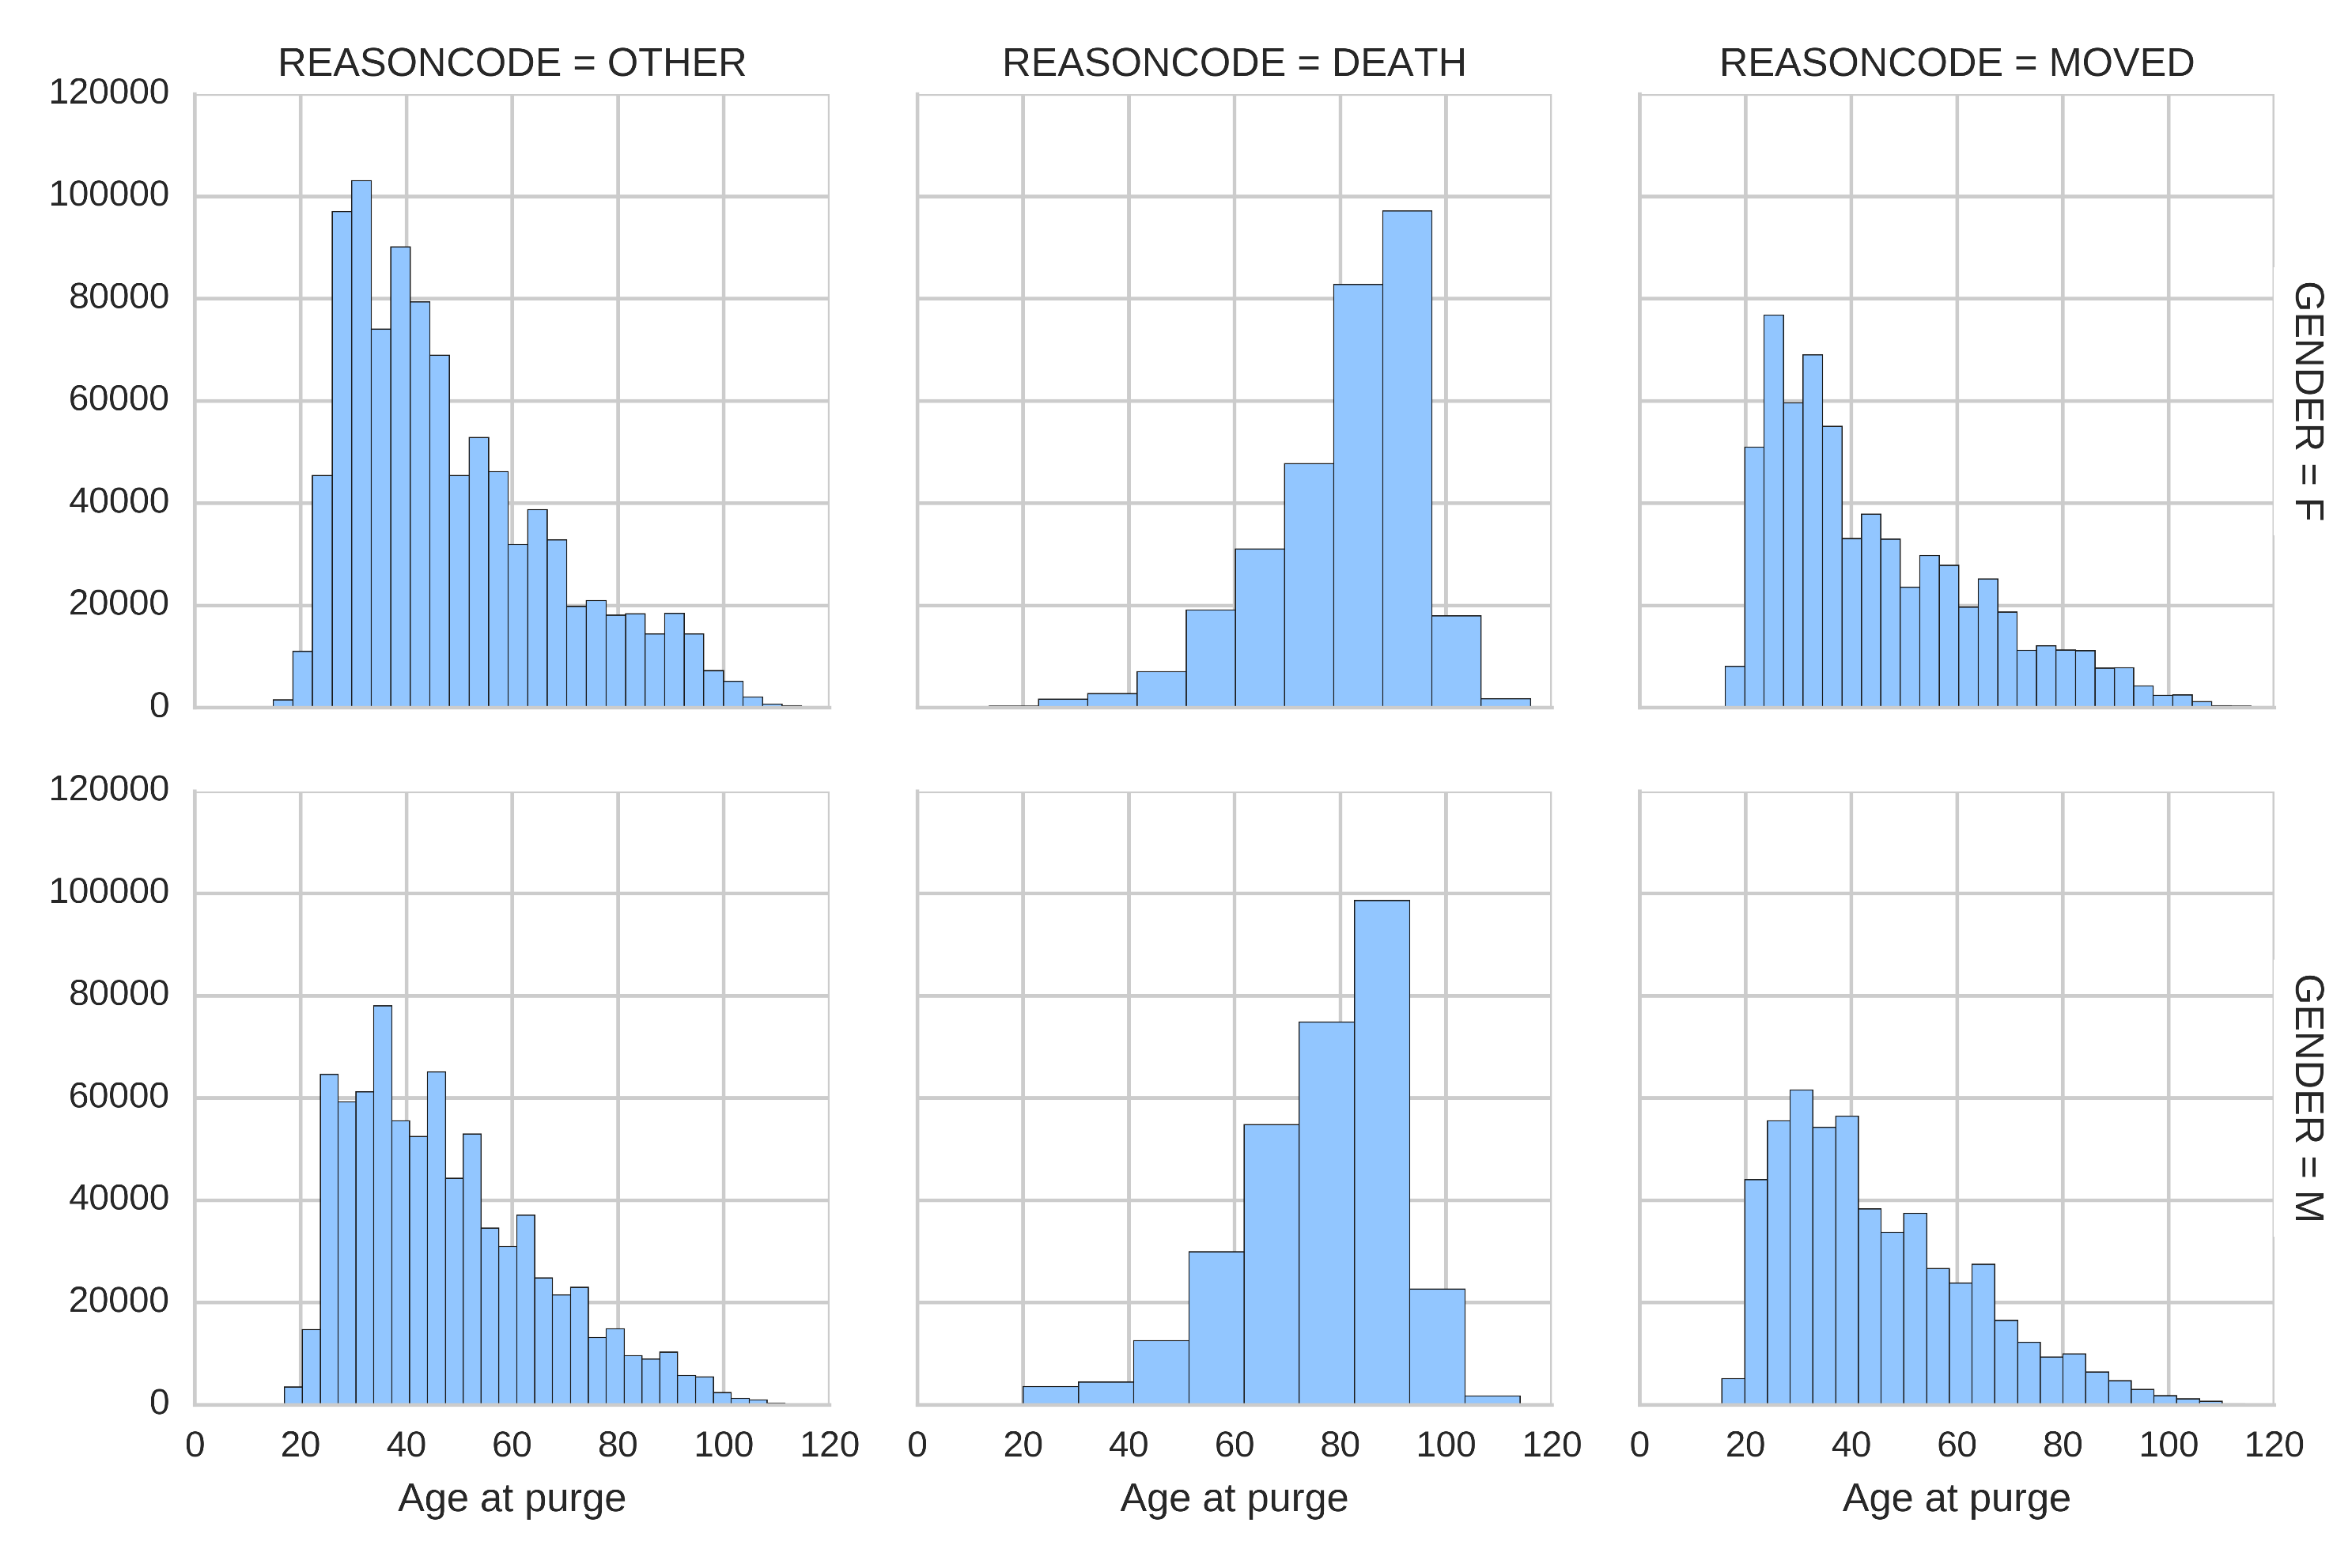 REASONCODE = OTHER
REASONCODE = DEATH
REASONCODE = MOVED
120000
100000
80000
60000
40000
20000
0
GENDER = F
120000
100000
80000
60000
40000
20000
0
GENDER = M
0 20 40 60 80 100 120
0 20 40 60 80 100 120
0 20 40 60 80 100 120
Age at purge
Age at purge
Age at purge